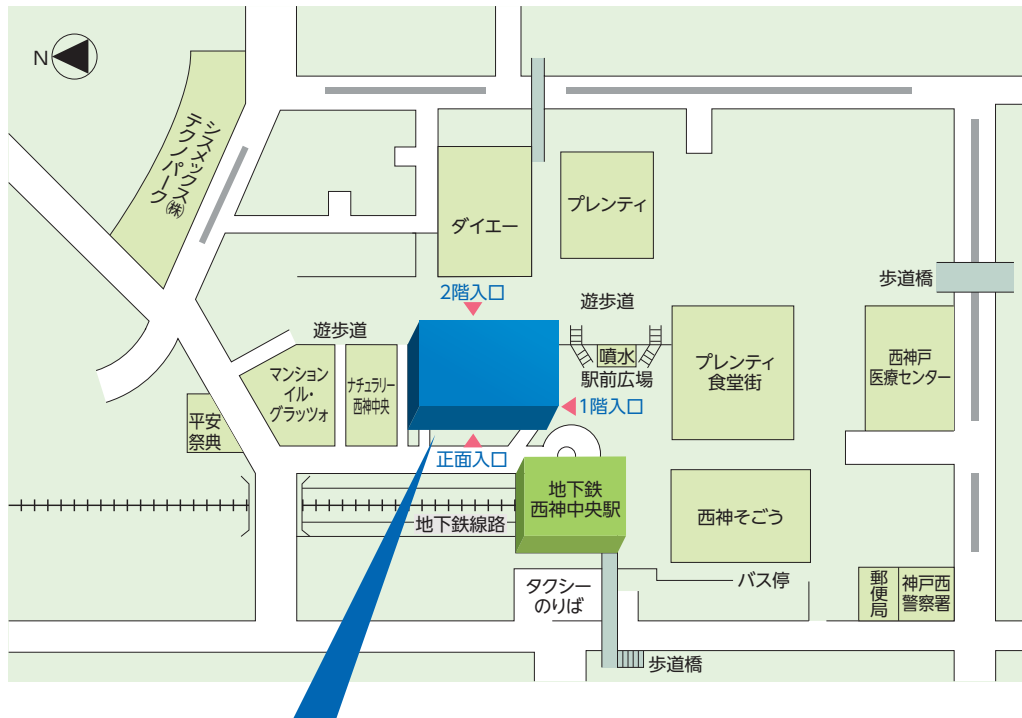 N
シスメックス㈱
テクノパーク
ダイエー
プレンティ
歩道橋
2階入口
遊歩道
遊歩道
噴水
駅前広場
プレンティ
食堂街
西神戸
医療センター
マンション
イル・
グラッツォ
ナチュラリー
西神中央
1階入口
平安
祭典
正面入口
地下鉄
西神中央駅
西神そごう
地下鉄線路
タクシー
のりば
バス停
郵便局
神戸西
警察署
歩道橋